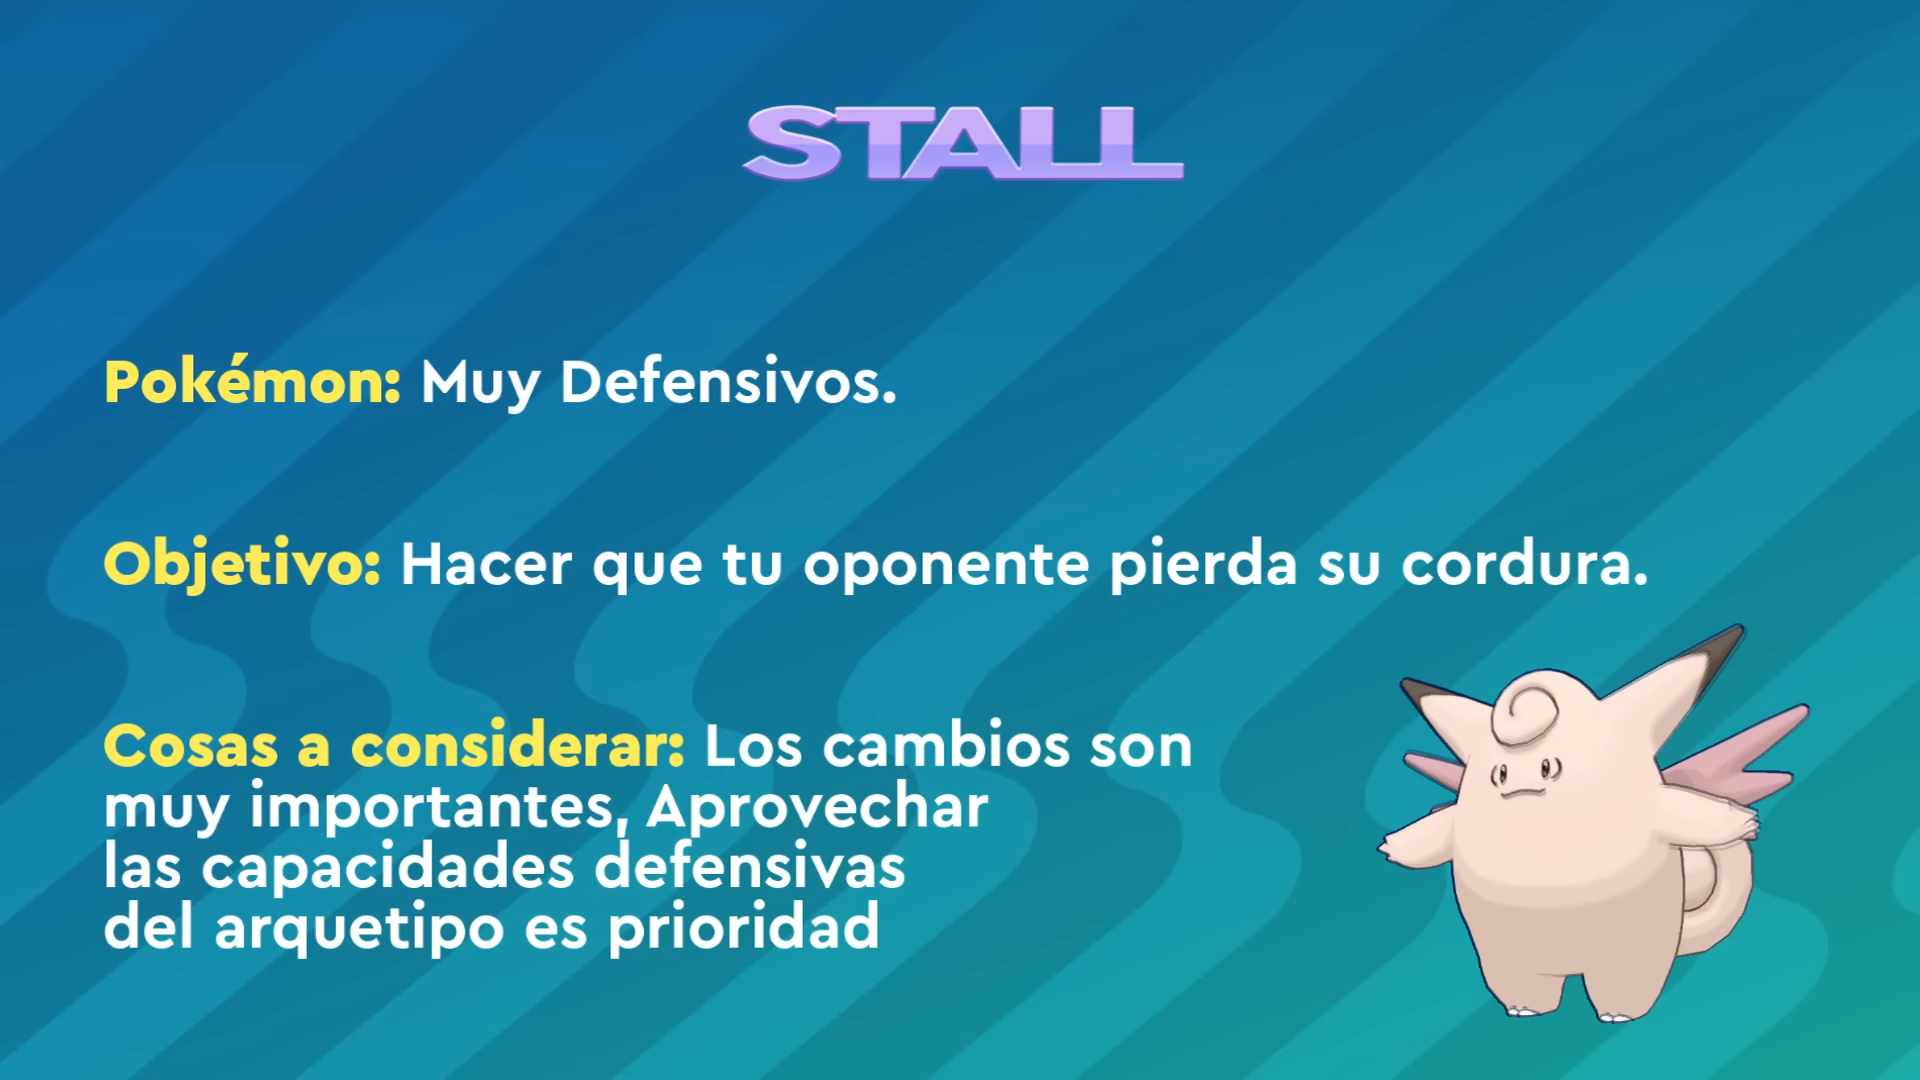 STALL
Pokémon: Muy Defensivos.
Objetivo: Hacer que tu oponente pierda su cordura.
Cosas a considerar: Los cambios son
muy importantes, Aprovechar
las capacidades defensivas
del arquetipo es prioridad